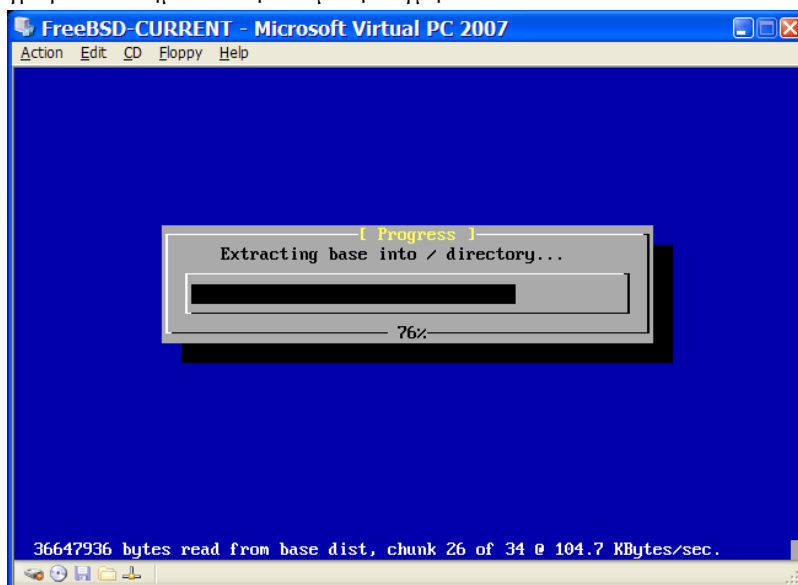 FreeBSD-CURRENT - Microsoft Virtual PC 2007
Action Edit CD Floppy Help
[ Progress ]
Extracting base into / directory...
76%
36647936 bytes read from base dist, chunk 26 of 34 @ 104.7 KBytes/sec.